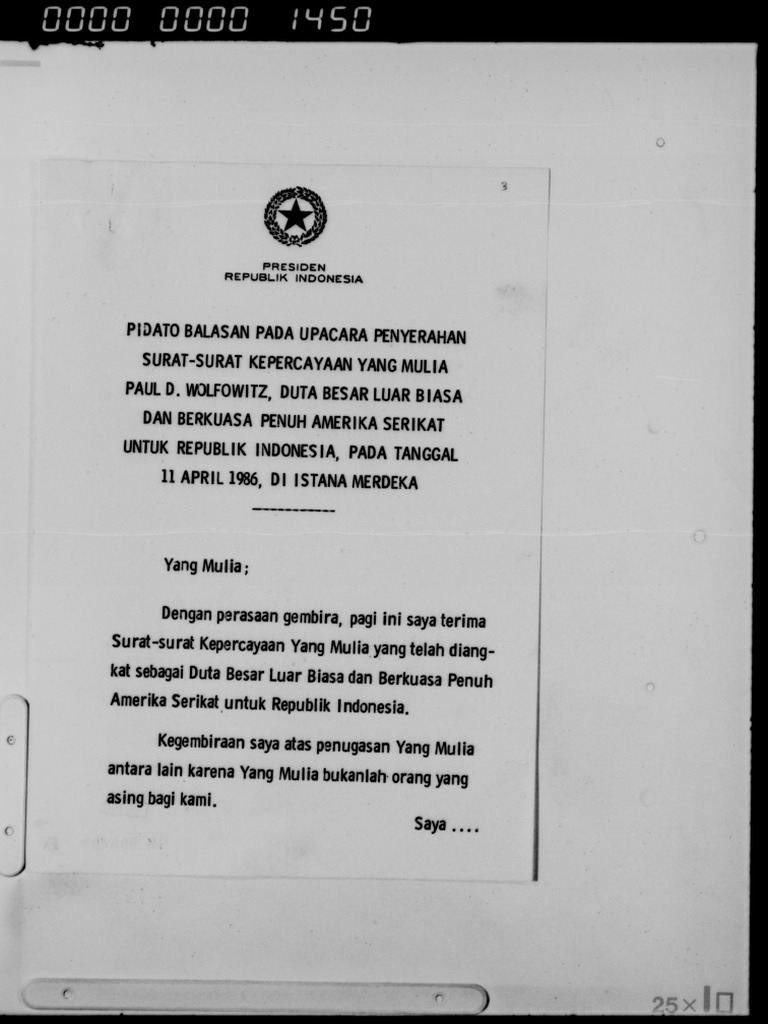 0000 0000 1450
3
PRESIDEN
REPUBLIK INDONESIA
PIDATO BALASAN PADA UPACARA PENYERAHAN
SURAT-SURAT KEPERCAYAAN YANG MULIA
PAUL D. WOLFOWITZ, DUTA BESAR LUAR BIASA
DAN BERKUASA PENUH AMERIKA SERIKAT
UNTUK REPUBLIK INDONESIA, PADA TANGGAL
11 APRIL 1986, DI ISTANA MERDEKA
------------
Yang Mulia;
Dengan perasaan gembira, pagi ini saya terima
Surat-surat Kepercayaan Yang Mulia yang telah diang-
kat sebagai Duta Besar Luar Biasa dan Berkuasa Penuh
Amerika Serikat untuk Republik Indonesia.
Kegembiraan saya atas penugasan Yang Mulia
antara lain karena Yang Mulia bukanlah orang yang
asing bagi kami.
Saya ....
25×